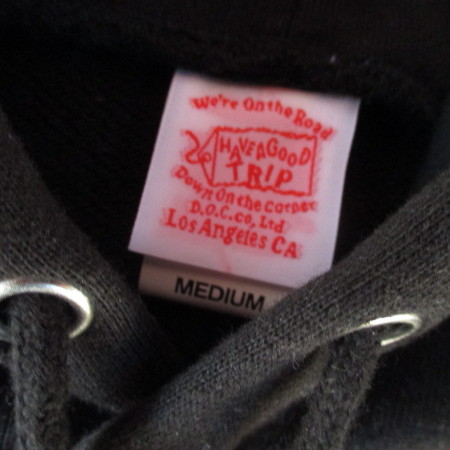 We're On the Road
HAVE A GOOD
TRIP
Down On the Corner
D.O.C.co, Ltd
Los Angeles CA
MEDIUM